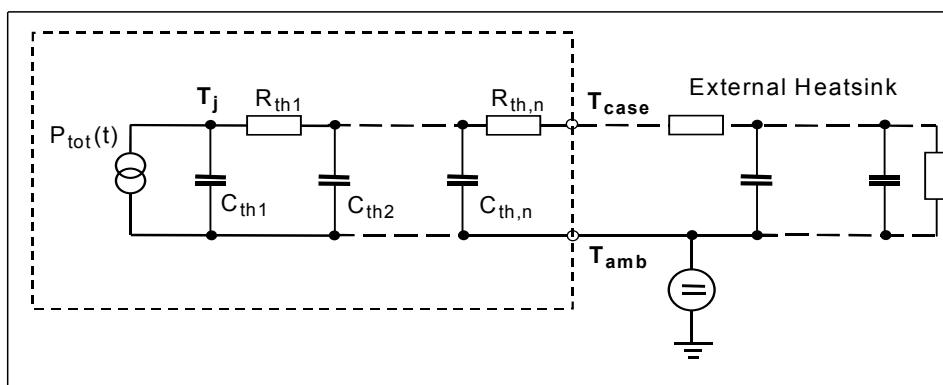 External Heatsink
T_j R_th1 R_th,n T_case
P_tot(t)
C_th1 C_th2 C_th,n
T_amb